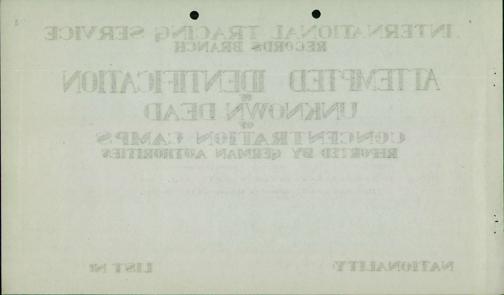 INTERNATIONAL TRACING SERVICE
RECORDS BRANCH
ATTEMPTED IDENTIFICATION
OF
UNKNOWN DEAD
OF
CONCENTRATION CAMPS
REPORTED BY GERMAN AUTHORITIES
NATIONALITY LIST Nº